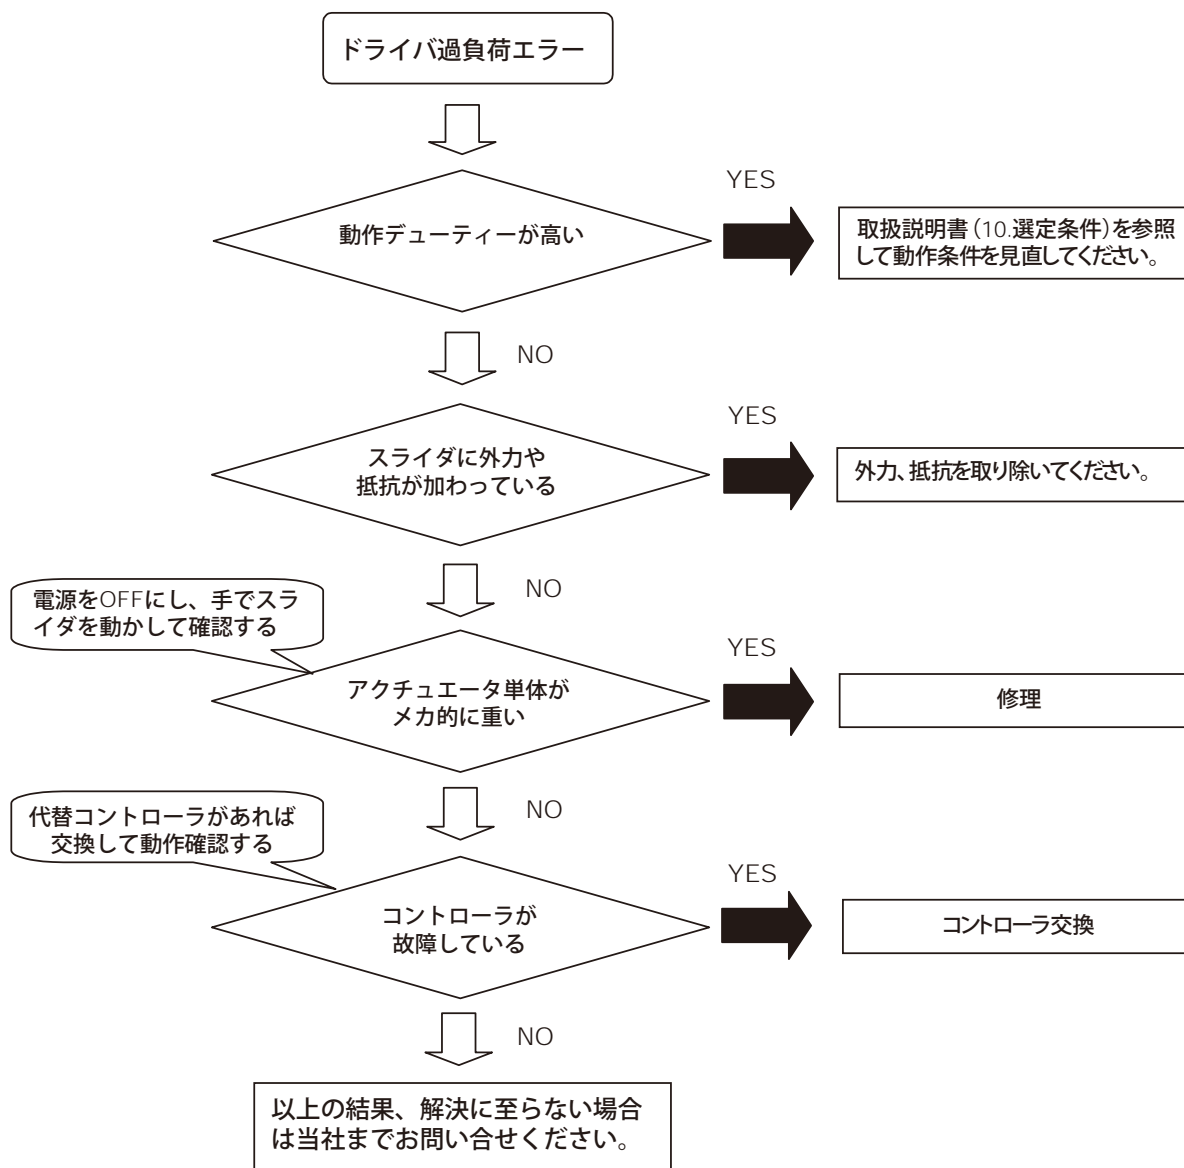 ドライバ過負荷エラー
動作デューティーが高い
YES
取扱説明書(10.選定条件)を参照
して動作条件を見直してください。
NO
スライダに外力や
抵抗が加わっている
YES
外力、抵抗を取り除いてください。
NO
電源をOFFにし、手でスラ
イダを動かして確認する
アクチュエータ単体が
メカ的に重い
YES
修理
NO
代替コントローラがあれば
交換して動作確認する
コントローラが
故障している
YES
コントローラ交換
NO
以上の結果、解決に至らない場合
は当社までお問い合せください。